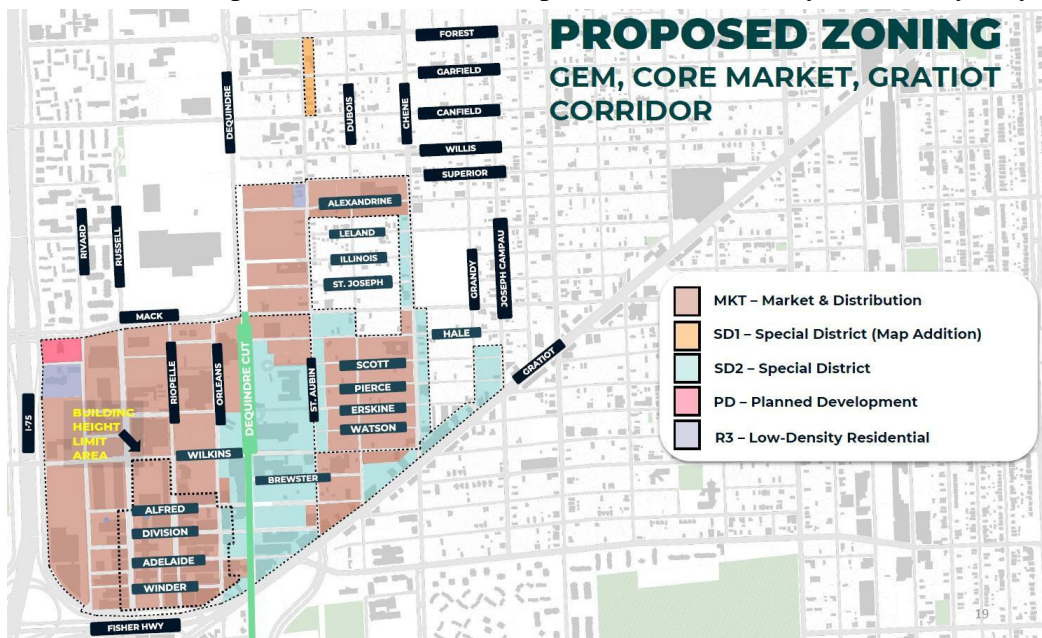 PROPOSED ZONING
GEM, CORE MARKET, GRATIOT
CORRIDOR
FOREST
GARFIELD
CANFIELD
WILLIS
SUPERIOR
DEQUINDRE
DUBOIS
CHENE
ALEXANDRINE
LELAND
ILLINOIS
ST. JOSEPH
RIVARD
RUSSELL
GRANDY
JOSEPH CAMPAU
MACK
HALE
GRATIOT
RIOPELLE
ORLEANS
DEQUINDRE CUT
ST. AUBIN
SCOTT
PIERCE
ERSKINE
WATSON
I-75
BUILDING
HEIGHT
LIMIT
AREA
WILKINS
BREWSTER
ALFRED
DIVISION
ADELAIDE
WINDER
FISHER HWY
MKT – Market & Distribution
SD1 – Special District (Map Addition)
SD2 – Special District
PD – Planned Development
R3 – Low-Density Residential
19